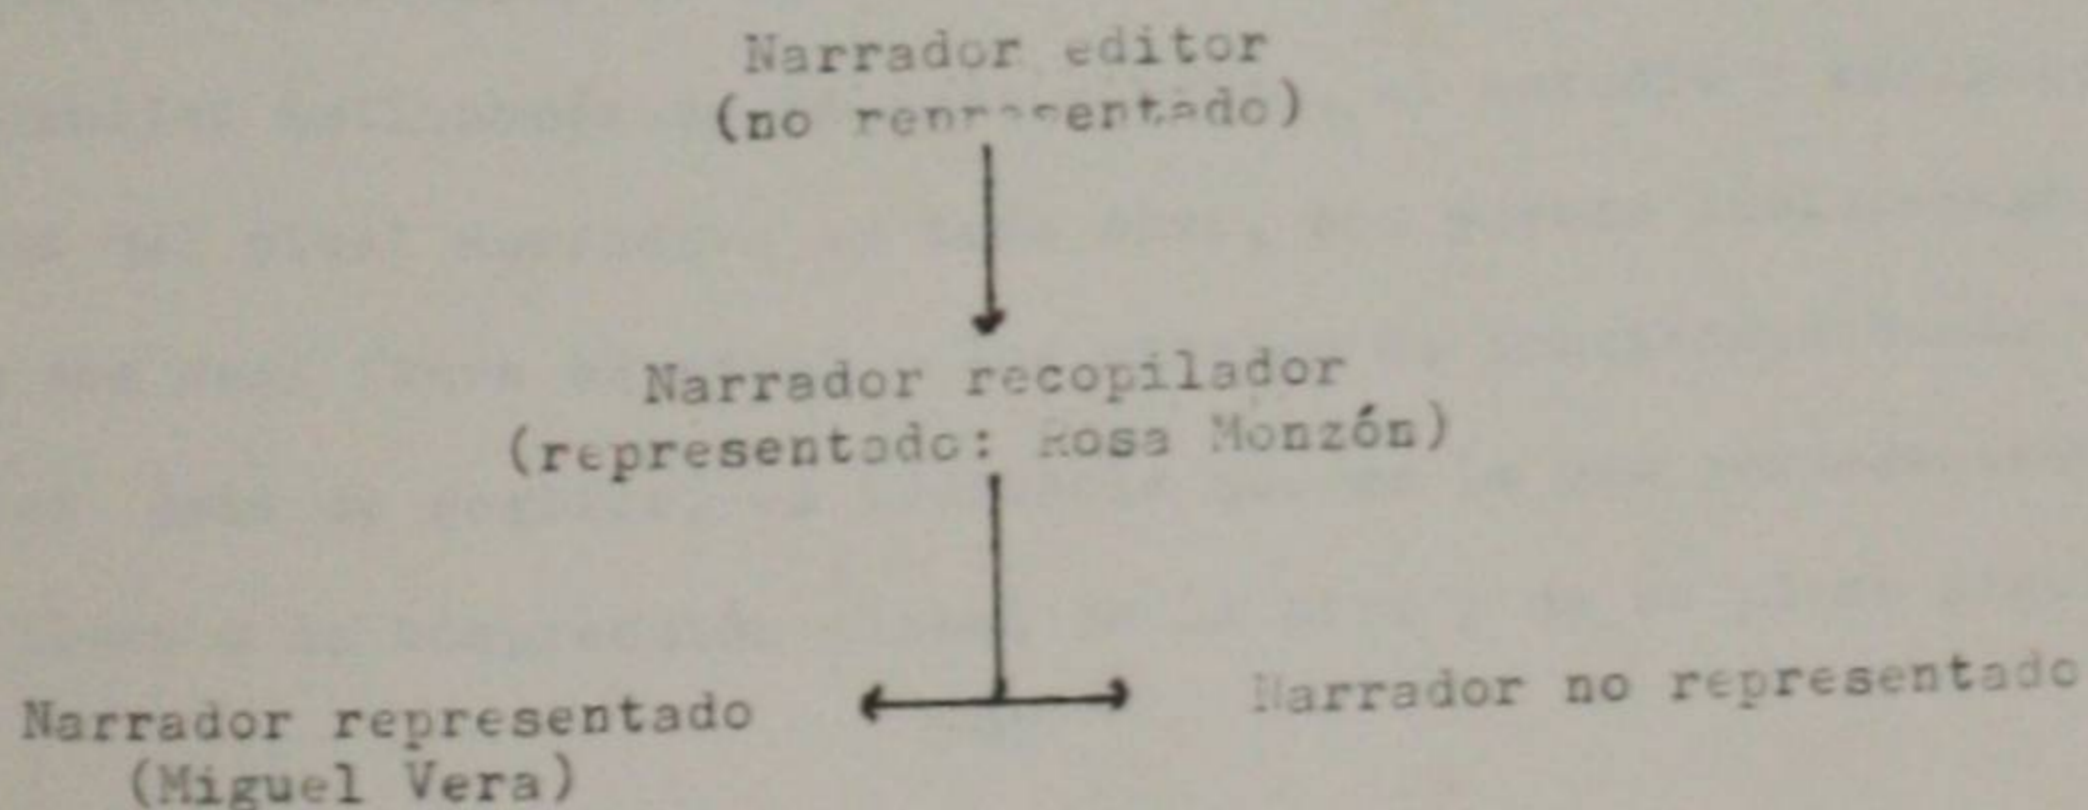 Narrador editor
(no representado)
Narrador recopilador
(representado: Rosa Monzón)
Narrador representado
Narrador no representado
(Miguel Vera)